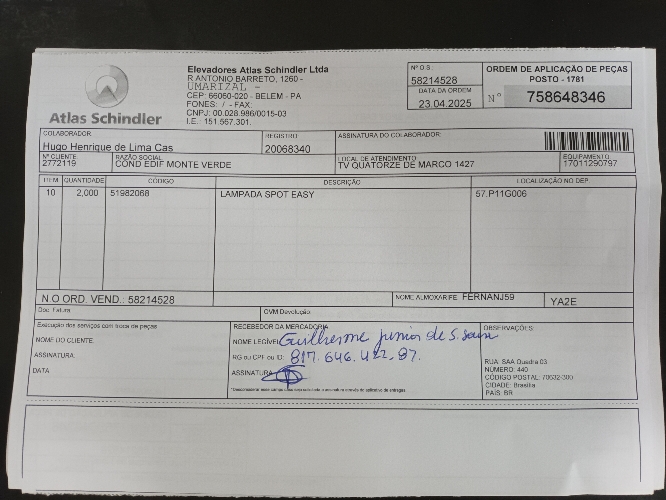 Atlas Schindler
Elevadores Atlas Schindler Ltda
R ANTONIO BARRETO, 1260 -
UMARIZAL -
CEP: 66060-020 - BELEM - PA
FONES: / - FAX:
CNPJ: 00.028.986/0015-03
I.E.: 151.567.301.
Nº O.S.
58214528
DATA DA ORDEM
23.04.2025
ORDEM DE APLICAÇÃO DE PEÇAS
POSTO - 1781
Nº 758648346
COLABORADOR
Hugo Henrique de Lima Cas
REGISTRO
20068340
ASSINATURA DO COLABORADOR:
Nº CLIENTE
2772119
RAZÃO SOCIAL
COND EDIF MONTE VERDE
LOCAL DE ATENDIMENTO
TV QUATORZE DE MARCO 1427
EQUIPAMENTO
17011290797
ITEM QUANTIDADE CÓDIGO DESCRIÇÃO LOCALIZAÇÃO NO DEP.
10 2,000 51982068 LAMPADA SPOT EASY 57.P11G006
N.O ORD. VEND.: 58214528
NOME ALMOXARIFE: FERNANJ59
YA2E
Doc. Fatura
OVM Devolução
Execução dos serviços com troca de peças
NOME DO CLIENTE:
ASSINATURA:
DATA
RECEBEDOR DA MERCADORIA
NOME LEGÍVEL: Guilherme junior de S. sousa
RG ou CPF ou ID: 817.646.422.87.
ASSINATURA
OBSERVAÇÕES:
RUA: SAA Quadra 03
NÚMERO: 440
CÓDIGO POSTAL: 70632-300
CIDADE: Brasília
PAÍS: BR